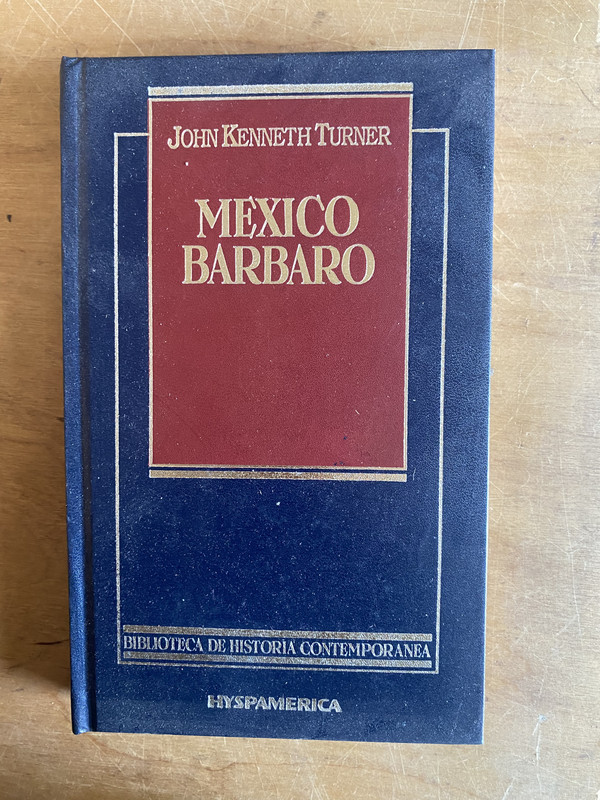 JOHN KENNETH TURNER
MEXICO
BARBARO
BIBLIOTECA DE HISTORIA CONTEMPORANEA
HYSPAMERICA